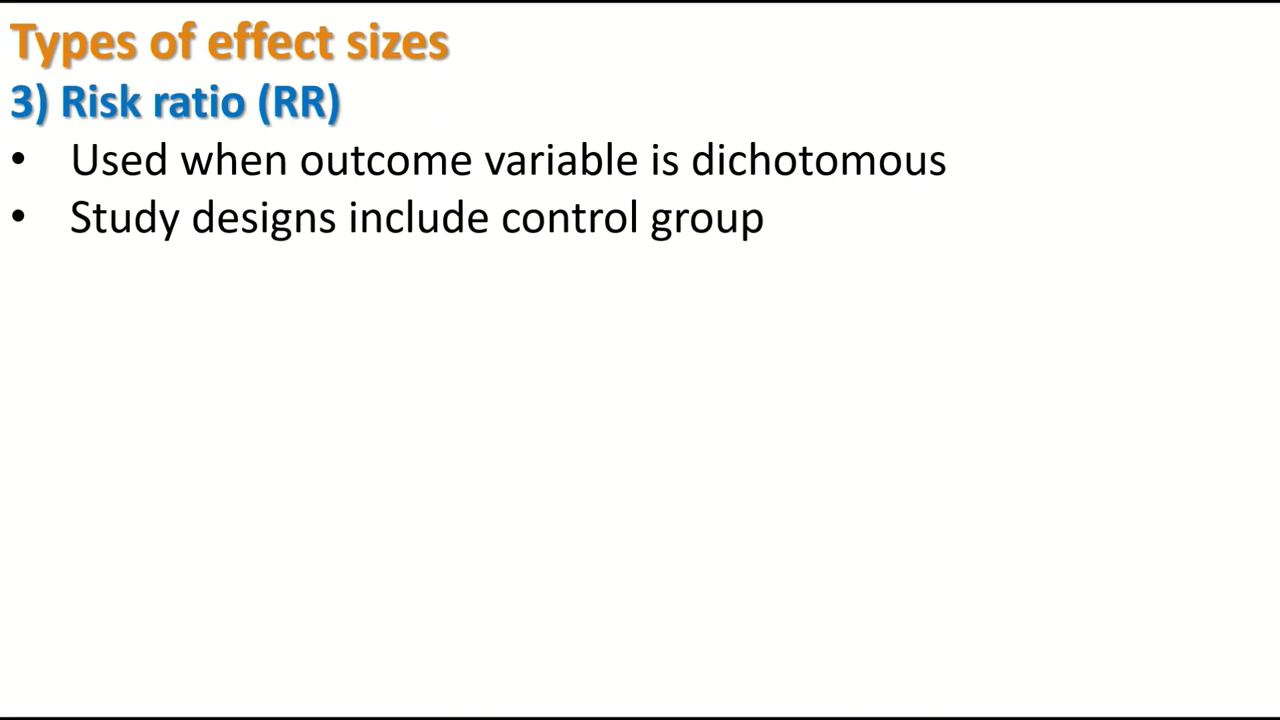 Types of effect sizes
3) Risk ratio (RR)
• Used when outcome variable is dichotomous
• Study designs include control group